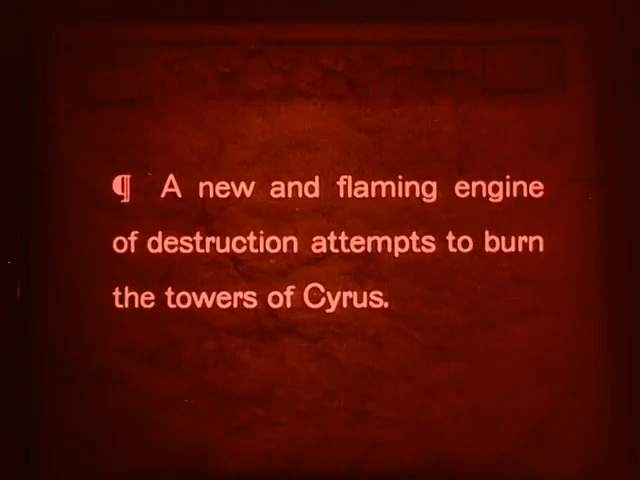 ¶ A new and flaming engine
of destruction attempts to burn
the towers of Cyrus.